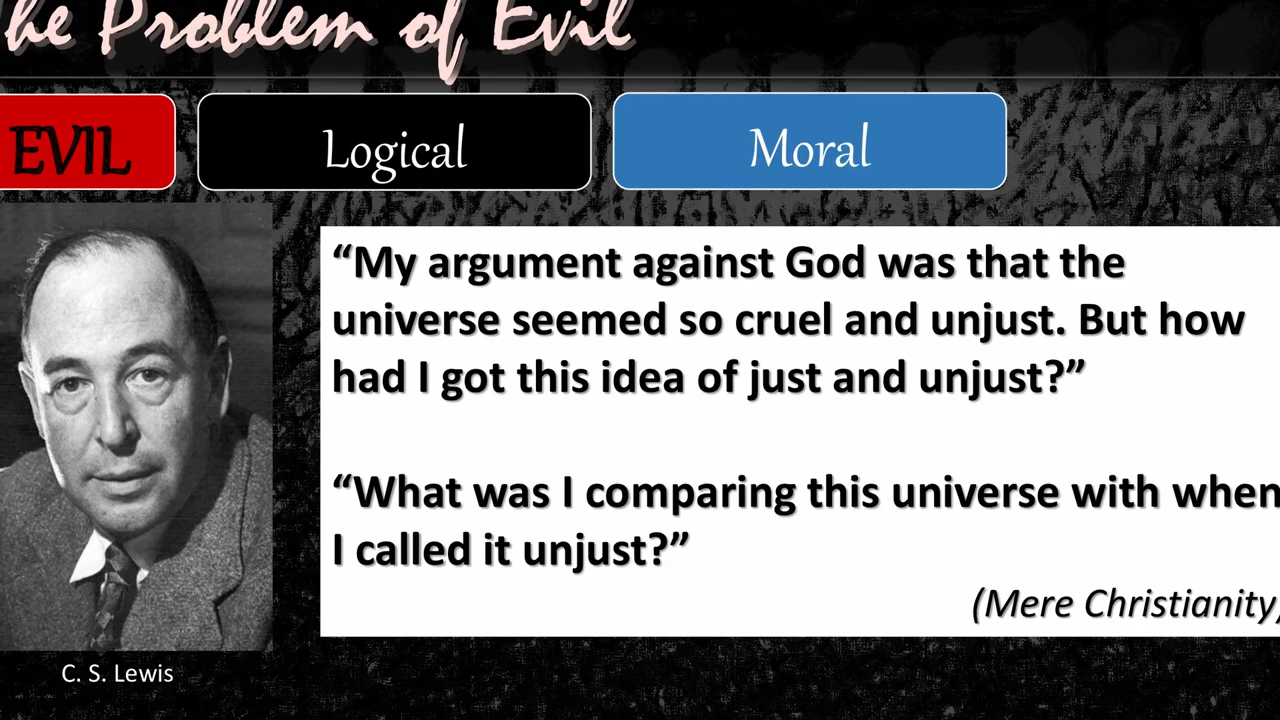 he Problem of Evil
EVIL
Logical
Moral
“My argument against God was that the
universe seemed so cruel and unjust. But how
had I got this idea of just and unjust?”
“What was I comparing this universe with when
I called it unjust?”
(Mere Christianity)
C. S. Lewis